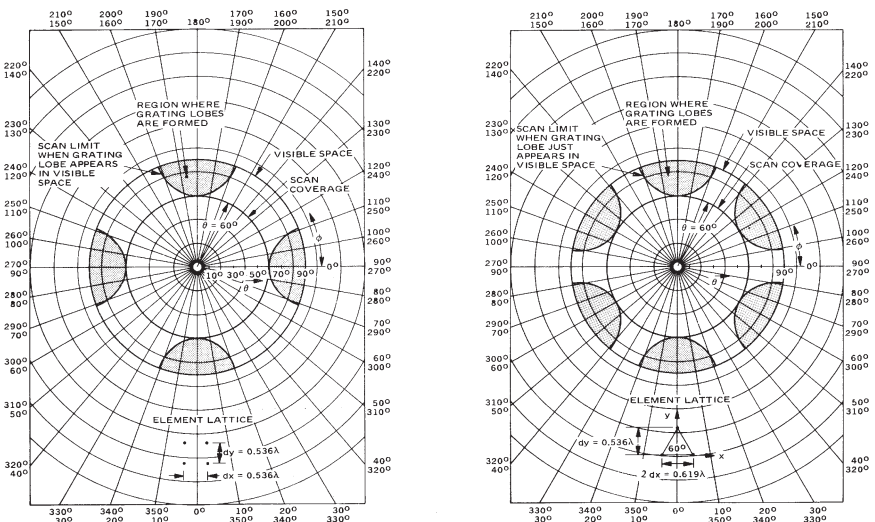 210° 200° 190° 180° 170° 160° 150°
150° 160° 170° 190° 200° 210°
220°
140°
230°
130°
240°
120°
250°
110°
260°
100°
270°
90°
280°
80°
290°
70°
300°
60°
310°
50°
320°
40°
REGION WHERE
GRATING LOBES
ARE FORMED
SCAN LIMIT
WHEN GRATING
LOBE APPEARS
IN VISIBLE
SPACE
VISIBLE SPACE
SCAN
COVERAGE
θ = 60°
ϕ
0°
10° 30° 50° 70° 90°
θ
ELEMENT LATTICE
dy = 0.536λ
dx = 0.536λ
140°
220°
130°
230°
120°
240°
110°
250°
100°
260°
90°
270°
80°
280°
70°
290°
60°
300°
50°
310°
40°
320°
330° 340° 350° 0° 10° 20° 30°
30° 20° 10° 350° 340° 330°
210° 200° 190° 180° 170° 160° 150°
150° 160° 170° 190° 200° 210°
220°
140°
230°
130°
240°
120°
250°
110°
260°
100°
270°
90°
280°
80°
290°
70°
300°
60°
310°
50°
320°
40°
REGION WHERE
GRATING LOBES
ARE FORMED
SCAN LIMIT
WHEN GRATING
LOBE JUST
APPEARS IN
VISIBLE SPACE
VISIBLE SPACE
SCAN COVERAGE
θ = 60°
ϕ
0°
90°
θ
ELEMENT LATTICE
y
dy = 0.536λ
60°
x
2 dx = 0.619λ
140°
220°
130°
230°
120°
240°
110°
250°
100°
260°
90°
270°
80°
280°
70°
290°
60°
300°
50°
310°
40°
320°
330° 340° 350° 0° 10° 20° 30°
30° 20° 10° 350° 340° 330°